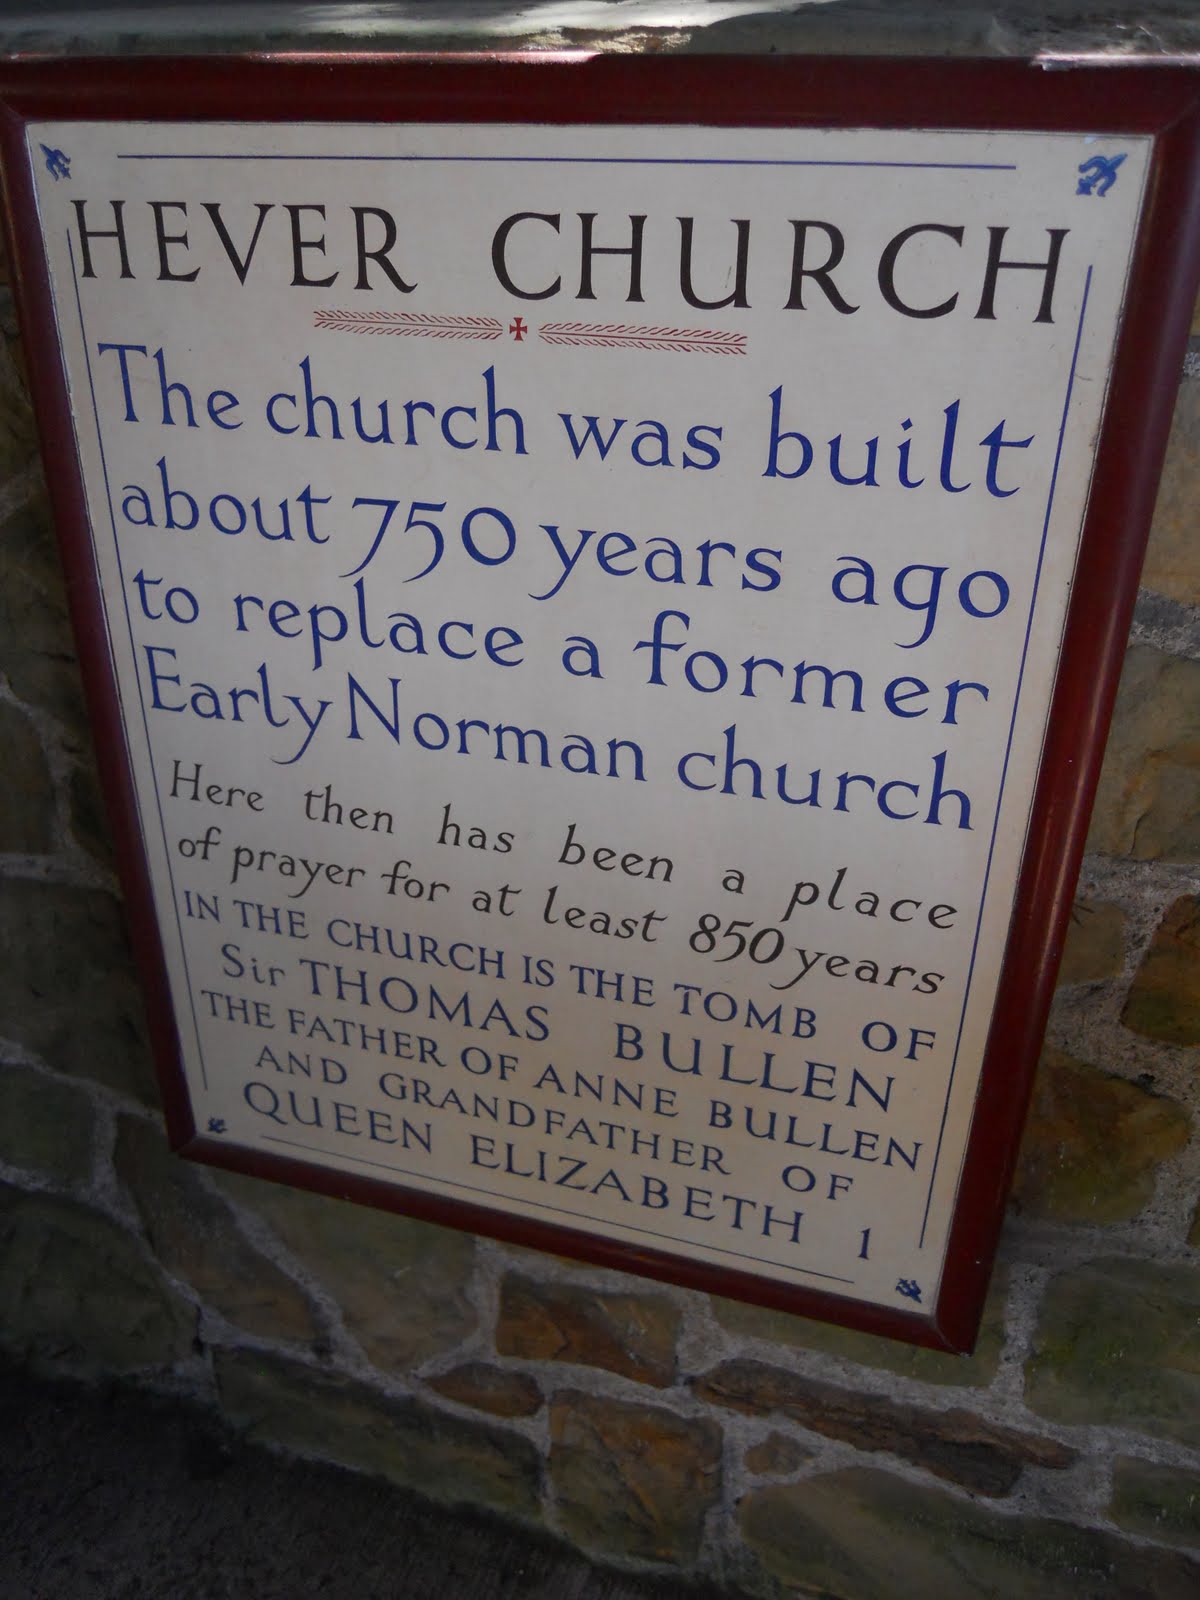 HEVER CHURCH
The church was built
about 750 years ago
to replace a former
Early Norman church
Here then has been a place
of prayer for at least 850 years
IN THE CHURCH IS THE TOMB OF
Sir THOMAS BULLEN
THE FATHER OF ANNE BULLEN
AND GRANDFATHER OF
QUEEN ELIZABETH 1